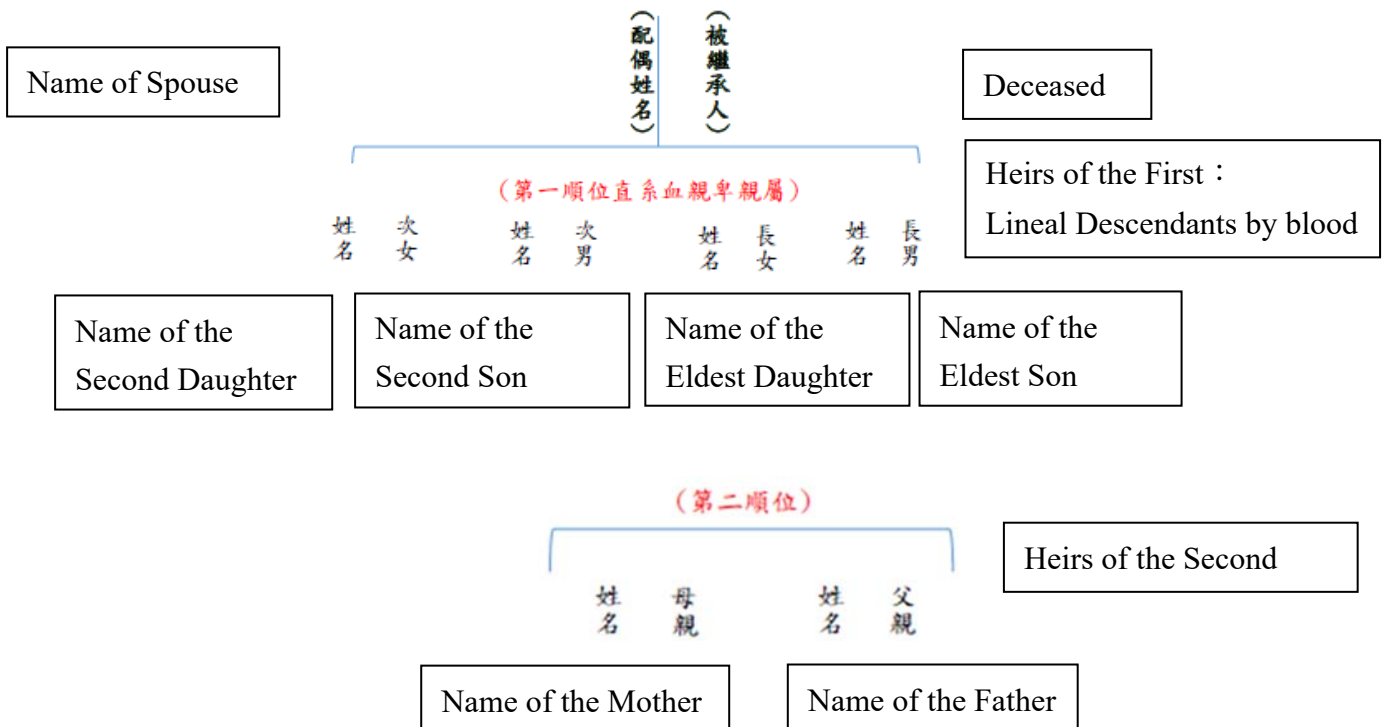 (配偶姓名)
(被繼承人)
Name of Spouse
Deceased
(第一順位直系血親卑親屬)
Heirs of the First：
Lineal Descendants by blood
姓名
次女
姓名
次男
姓名
長女
姓名
長男
Name of the
Second Daughter
Name of the
Second Son
Name of the
Eldest Daughter
Name of the
Eldest Son
(第二順位)
Heirs of the Second
姓名
母親
姓名
父親
Name of the Mother
Name of the Father